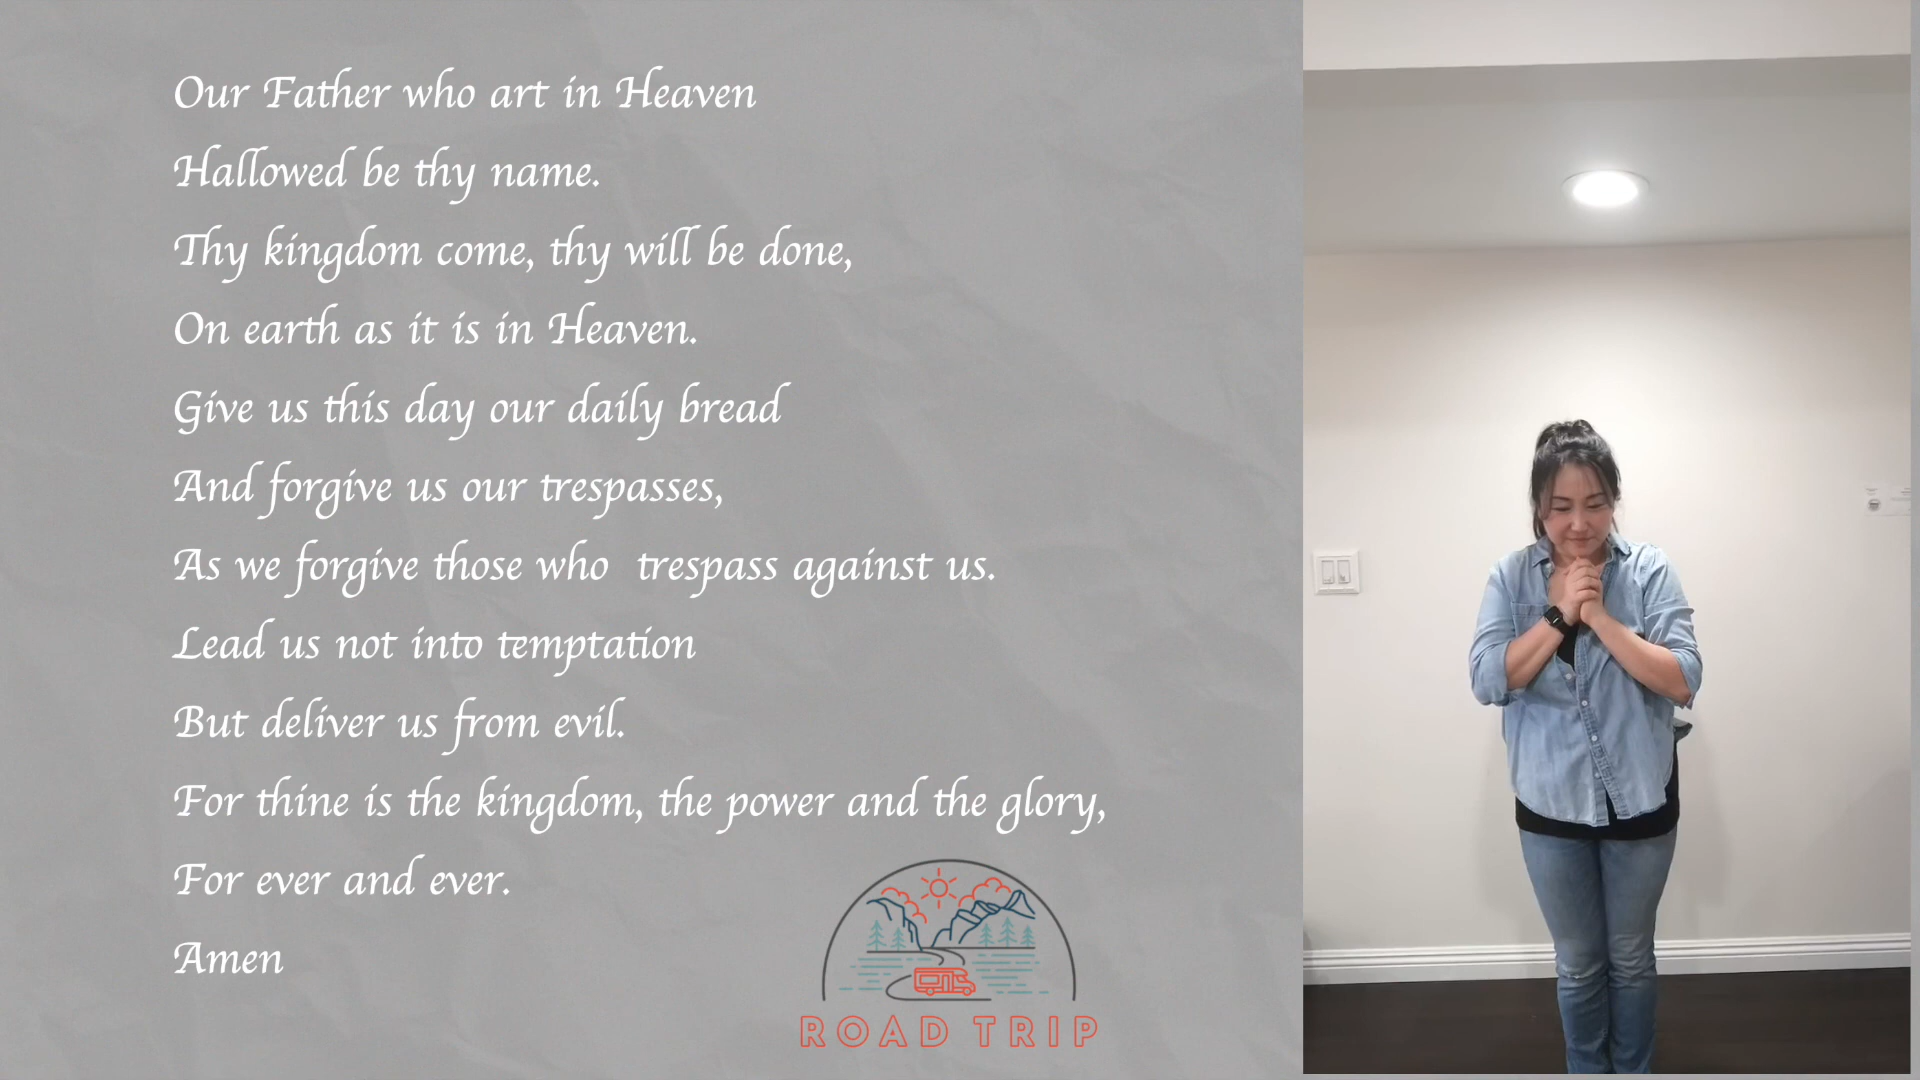 Our Father who art in Heaven
Hallowed be thy name.
Thy kingdom come, thy will be done,
On earth as it is in Heaven.
Give us this day our daily bread
And forgive us our trespasses,
As we forgive those who  trespass against us.
Lead us not into temptation
But deliver us from evil.
For thine is the kingdom, the power and the glory,
For ever and ever.
Amen
ROAD TRIP